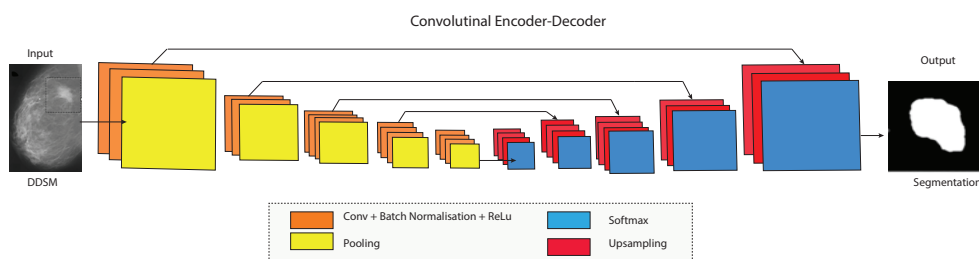 Convolutinal Encoder-Decoder
Input
Output
DDSM
Segmentation
Conv + Batch Normalisation + ReLu
Softmax
Pooling
Upsampling